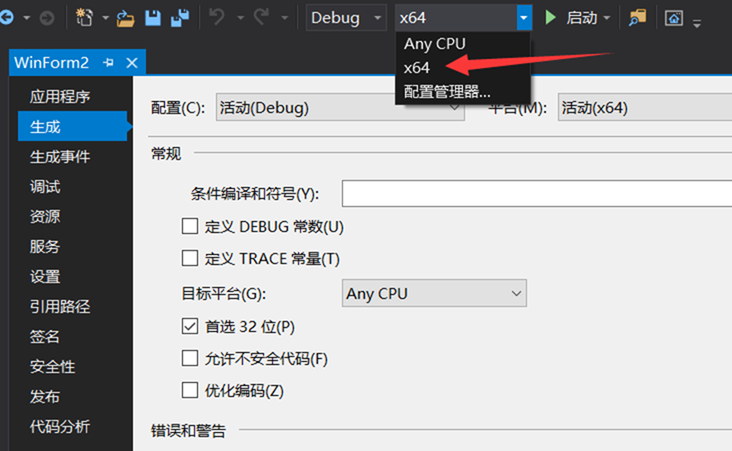 Debug x64 启动
Any CPU
x64
配置管理器...
WinForm2
应用程序
生成
生成事件
调试
资源
服务
设置
引用路径
签名
安全性
发布
代码分析
配置(C): 活动(Debug) 平台(M): 活动(x64)
常规
条件编译和符号(Y):
定义 DEBUG 常数(U)
定义 TRACE 常量(T)
目标平台(G): Any CPU
首选 32 位(P)
允许不安全代码(F)
优化编码(Z)
错误和警告